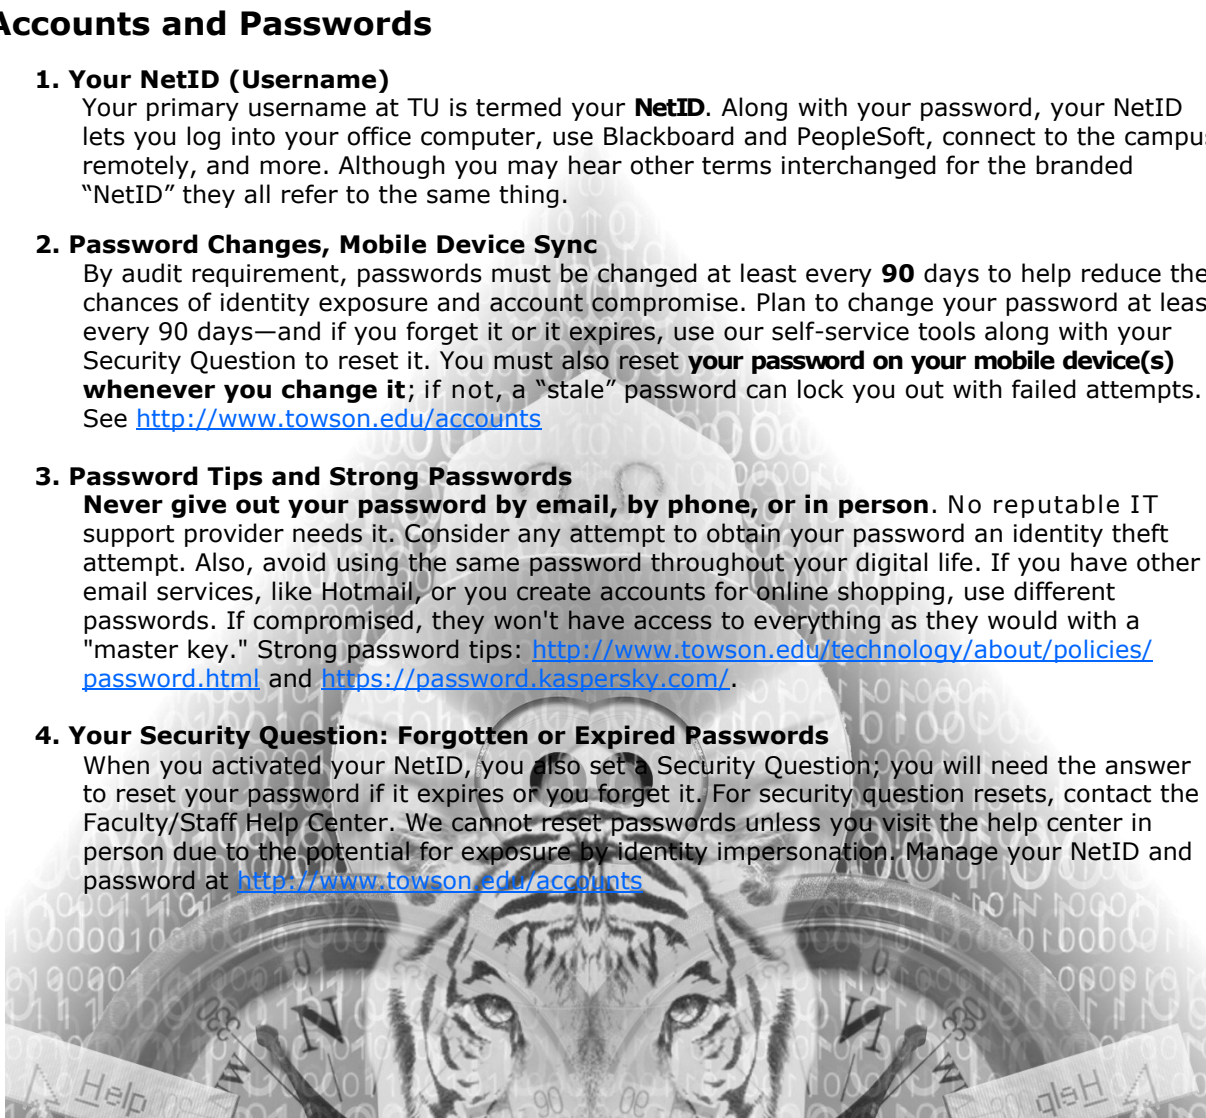 Accounts and Passwords
1. Your NetID (Username)
Your primary username at TU is termed your NetID. Along with your password, your NetID
lets you log into your office computer, use Blackboard and PeopleSoft, connect to the campus
remotely, and more. Although you may hear other terms interchanged for the branded
“NetID” they all refer to the same thing.
2. Password Changes, Mobile Device Sync
By audit requirement, passwords must be changed at least every 90 days to help reduce the
chances of identity exposure and account compromise. Plan to change your password at leas
every 90 days—and if you forget it or it expires, use our self-service tools along with your
Security Question to reset it. You must also reset your password on your mobile device(s)
whenever you change it; if not, a “stale” password can lock you out with failed attempts.
See http://www.towson.edu/accounts
3. Password Tips and Strong Passwords
Never give out your password by email, by phone, or in person. No reputable IT
support provider needs it. Consider any attempt to obtain your password an identity theft
attempt. Also, avoid using the same password throughout your digital life. If you have other
email services, like Hotmail, or you create accounts for online shopping, use different
passwords. If compromised, they won't have access to everything as they would with a
"master key." Strong password tips: http://www.towson.edu/technology/about/policies/
password.html and https://password.kaspersky.com/.
4. Your Security Question: Forgotten or Expired Passwords
When you activated your NetID, you also set a Security Question; you will need the answer
to reset your password if it expires or you forget it. For security question resets, contact the
Faculty/Staff Help Center. We cannot reset passwords unless you visit the help center in
person due to the potential for exposure by identity impersonation. Manage your NetID and
password at http://www.towson.edu/accounts
N
330
W
Help
90